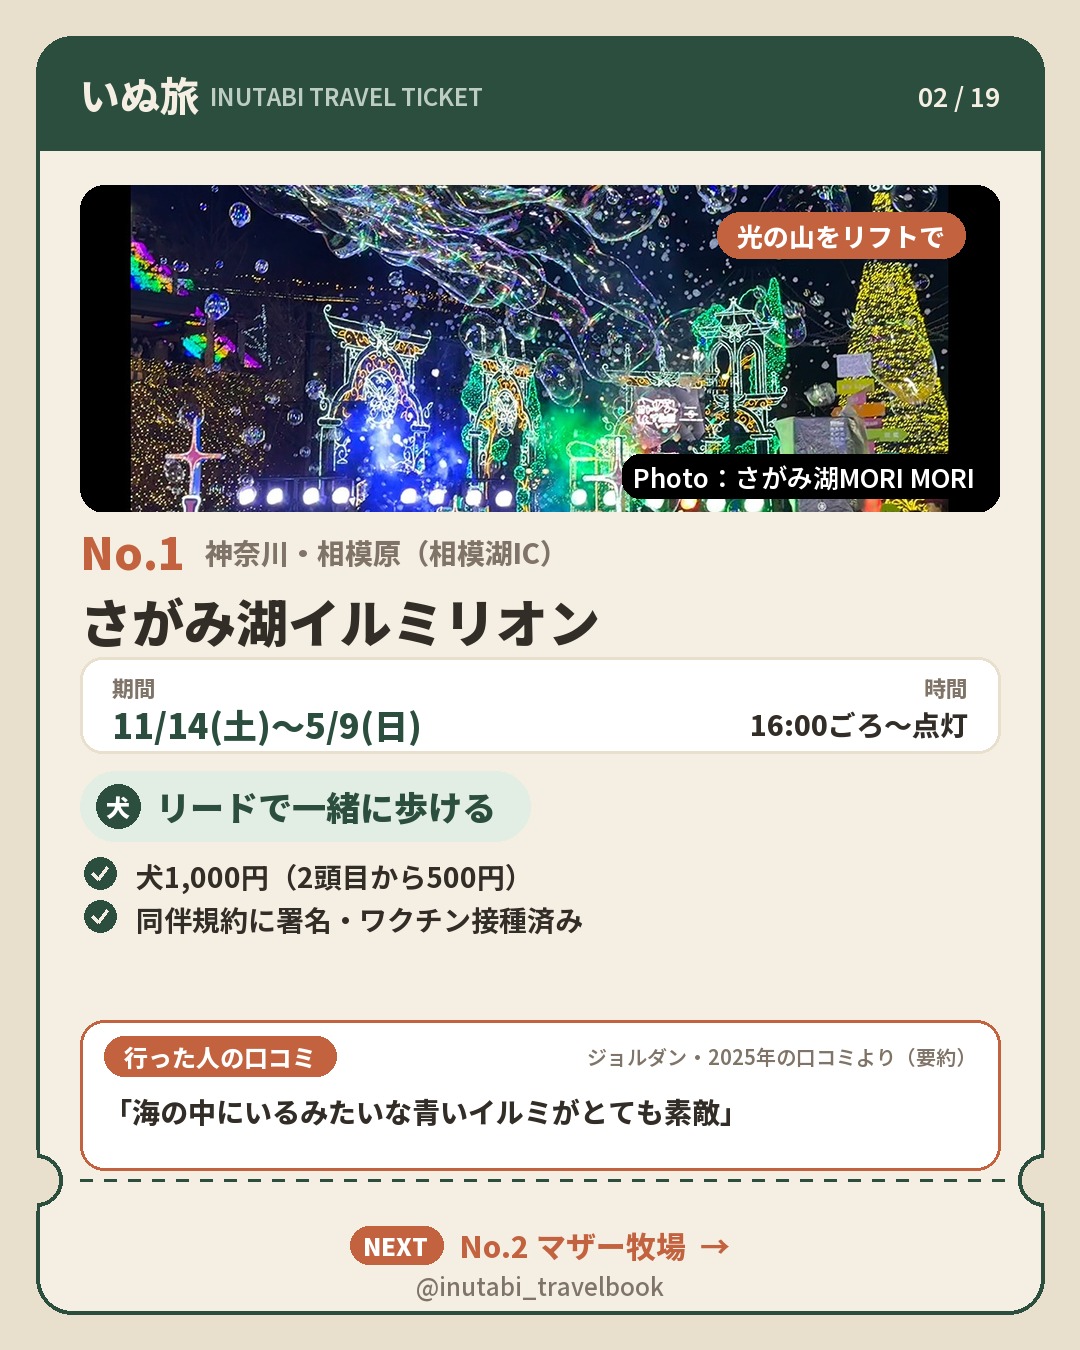 いぬ旅 INUTABI TRAVEL TICKET 02 / 19
光の山をリフトで
Photo：さがみ湖MORI MORI
No.1 神奈川・相模原（相模湖IC）
さがみ湖イルミリオン
期間 時間
11/14(土)〜5/9(日) 16:00ごろ〜点灯
犬 リードで一緒に歩ける
犬1,000円（2頭目から500円）
同伴規約に署名・ワクチン接種済み
行った人の口コミ ジョルダン・2025年の口コミより（要約）
「海の中にいるみたいな青いイルミがとても素敵」
NEXT No.2 マザー牧場 →
@inutabi_travelbook